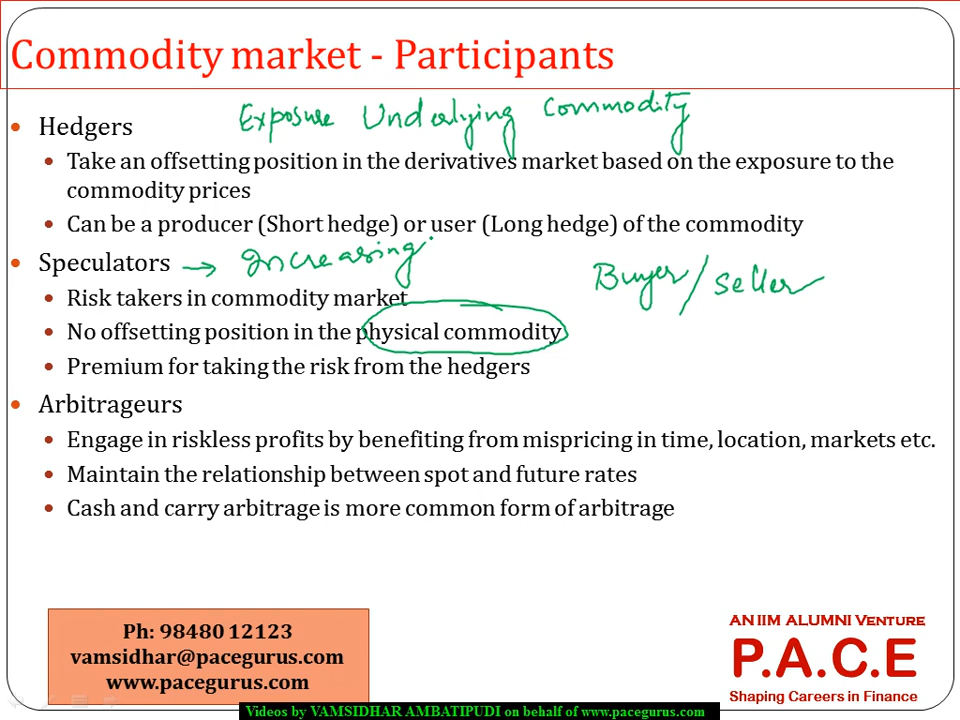 Commodity market - Participants
Exposure Underlying Commodity
• Hedgers
• Take an offsetting position in the derivatives market based on the exposure to the
commodity prices
• Can be a producer (Short hedge) or user (Long hedge) of the commodity
• Speculators → Increasing
Buyer/seller
• Risk takers in commodity market
• No offsetting position in the physical commodity
• Premium for taking the risk from the hedgers
• Arbitrageurs
• Engage in riskless profits by benefiting from mispricing in time, location, markets etc.
• Maintain the relationship between spot and future rates
• Cash and carry arbitrage is more common form of arbitrage
Ph: 98480 12123
vamsidhar@pacegurus.com
www.pacegurus.com
AN IIM ALUMNI VENTURE
P.A.C.E
Shaping Careers in Finance
Videos by VAMSIDHAR AMBATIPUDI on behalf of www.pacegurus.com